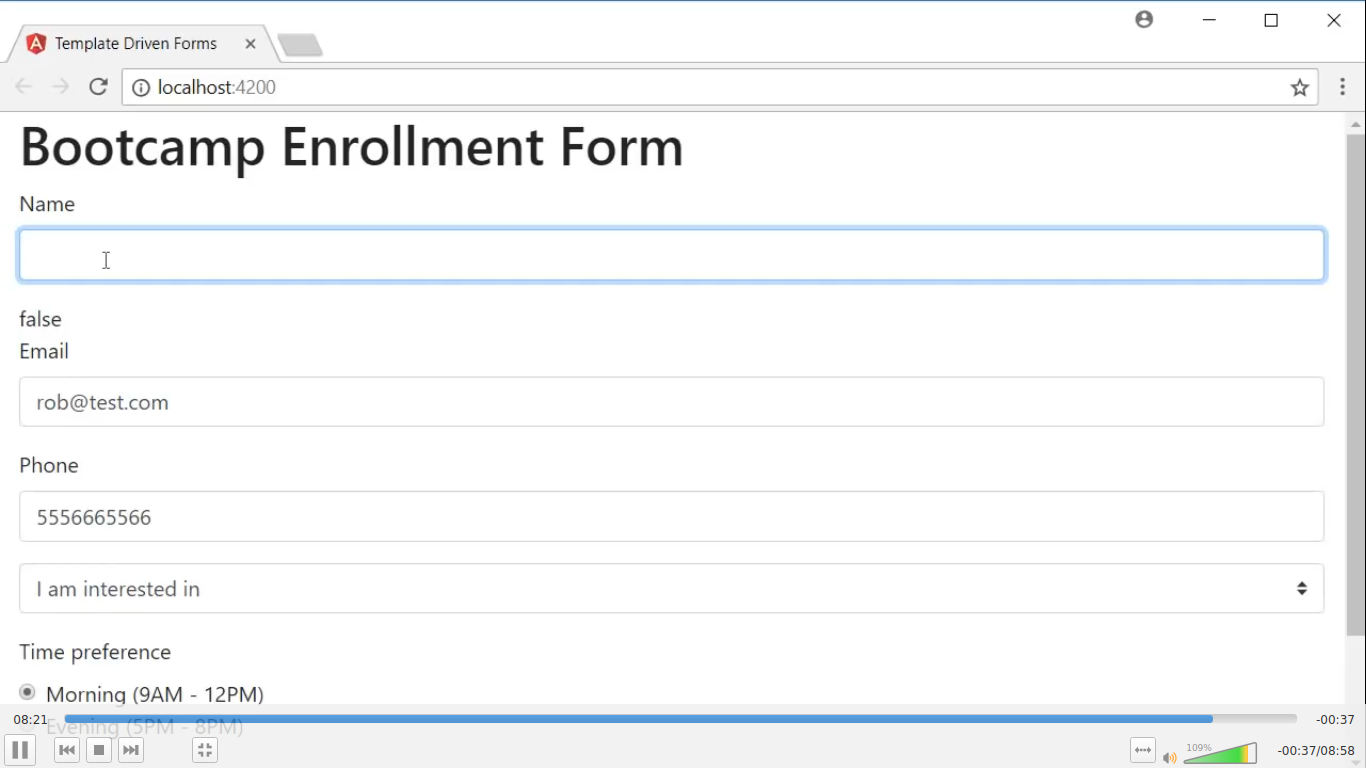 Template Driven Forms
localhost:4200
Bootcamp Enrollment Form
Name
false
Email
rob@test.com
Phone
5556665566
I am interested in
Time preference
Morning (9AM - 12PM)
Evening (5PM - 8PM)
08:21
-00:37
109%
-00:37/08:58